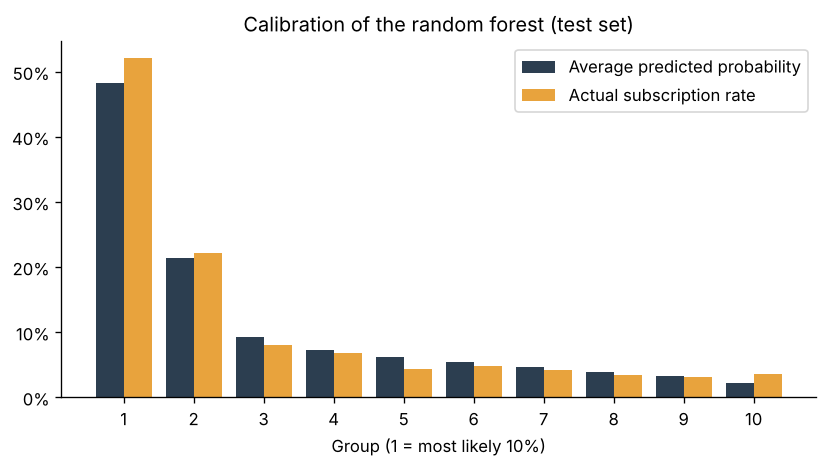 Calibration of the random forest (test set)
Average predicted probability
Actual subscription rate
50%
40%
30%
20%
10%
0%
1 2 3 4 5 6 7 8 9 10
Group (1 = most likely 10%)